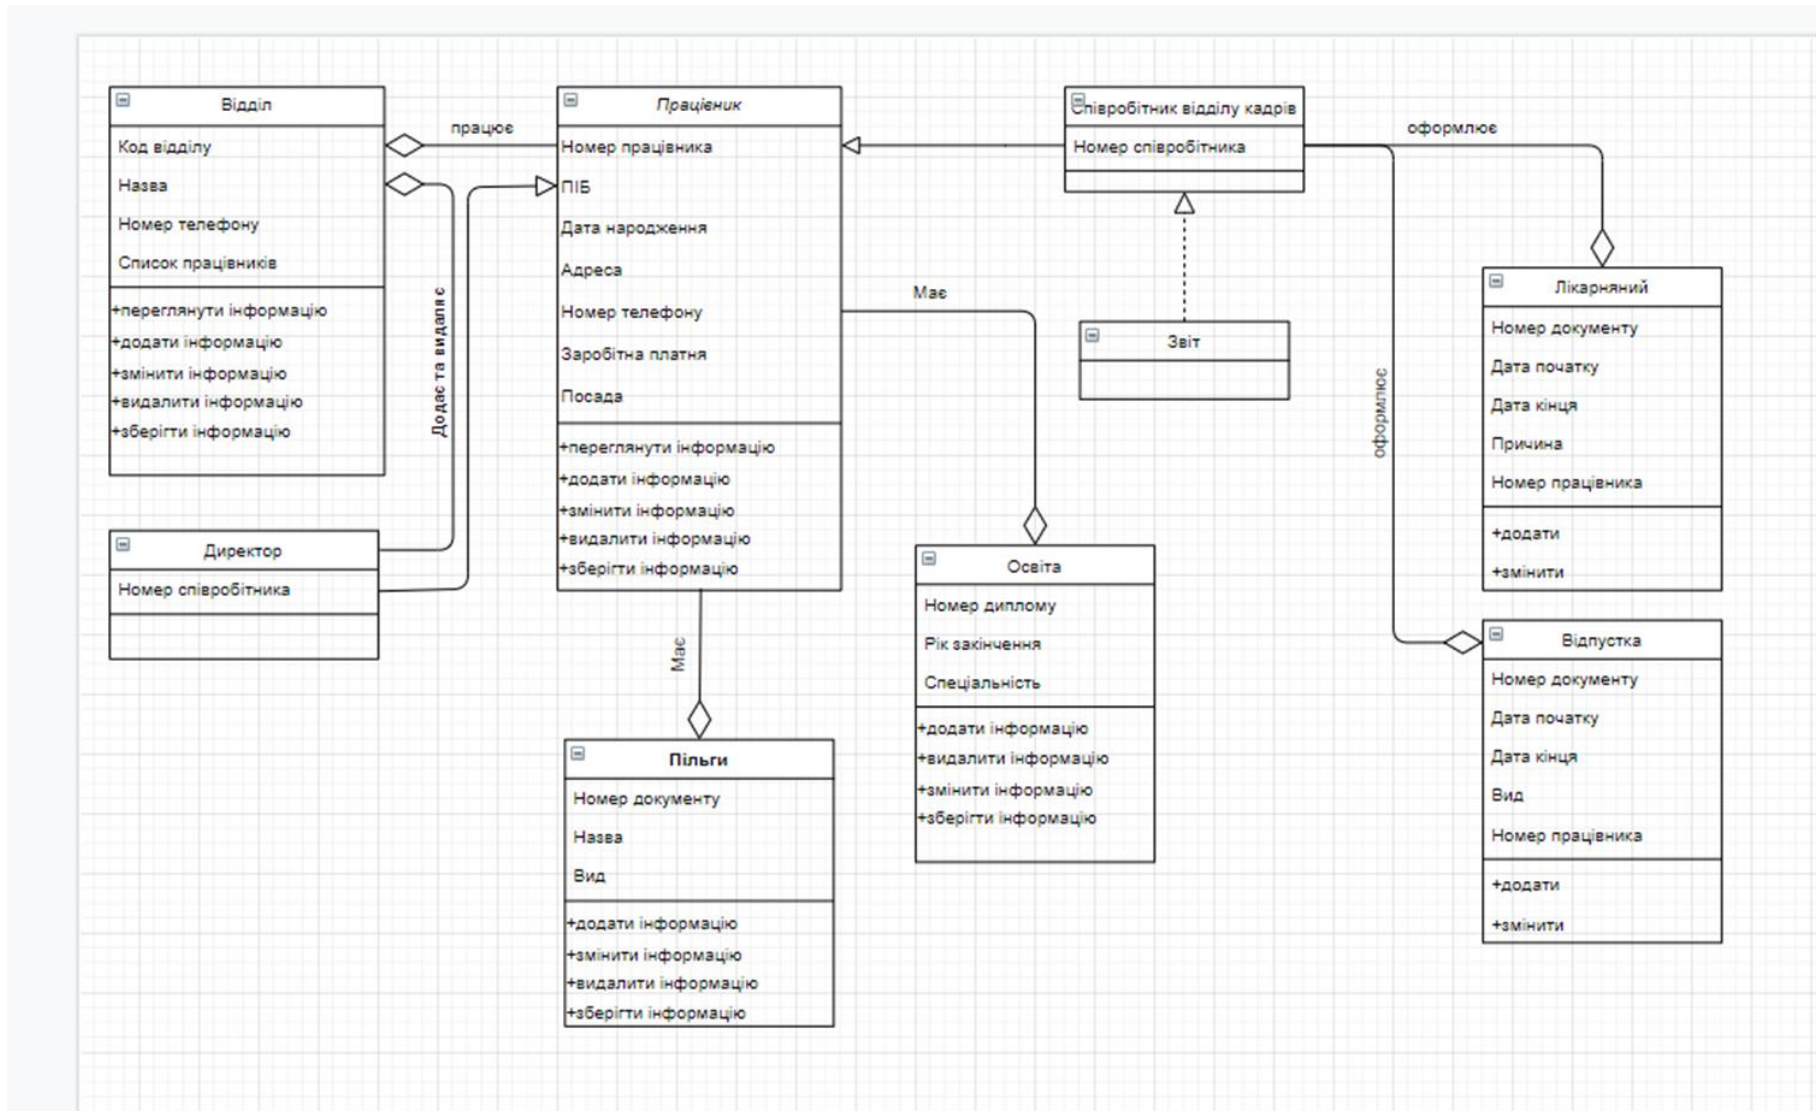 Відділ
Код відділу
Назва
Номер телефону
Список працівників
+переглянути інформацію
+додати інформацію
+змінити інформацію
+видалити інформацію
+зберігти інформацію
працює
Додає та видаляє
Директор
Номер співробітника
Працівник
Номер працівника
ПІБ
Дата народження
Адреса
Номер телефону
Заробітна платня
Посада
+переглянути інформацію
+додати інформацію
+змінити інформацію
+видалити інформацію
+зберігти інформацію
Має
Пільги
Номер документу
Назва
Вид
+додати інформацію
+змінити інформацію
+видалити інформацію
+зберігти інформацію
Має
Освіта
Номер диплому
Рік закінчення
Спеціальність
+додати інформацію
+видалити інформацію
+змінити інформацію
+зберігти інформацію
Співробітник відділу кадрів
Номер співробітника
Звіт
оформлює
оформлює
Лікарняний
Номер документу
Дата початку
Дата кінця
Причина
Номер працівника
+додати
+змінити
Відпустка
Номер документу
Дата початку
Дата кінця
Вид
Номер працівника
+додати
+змінити